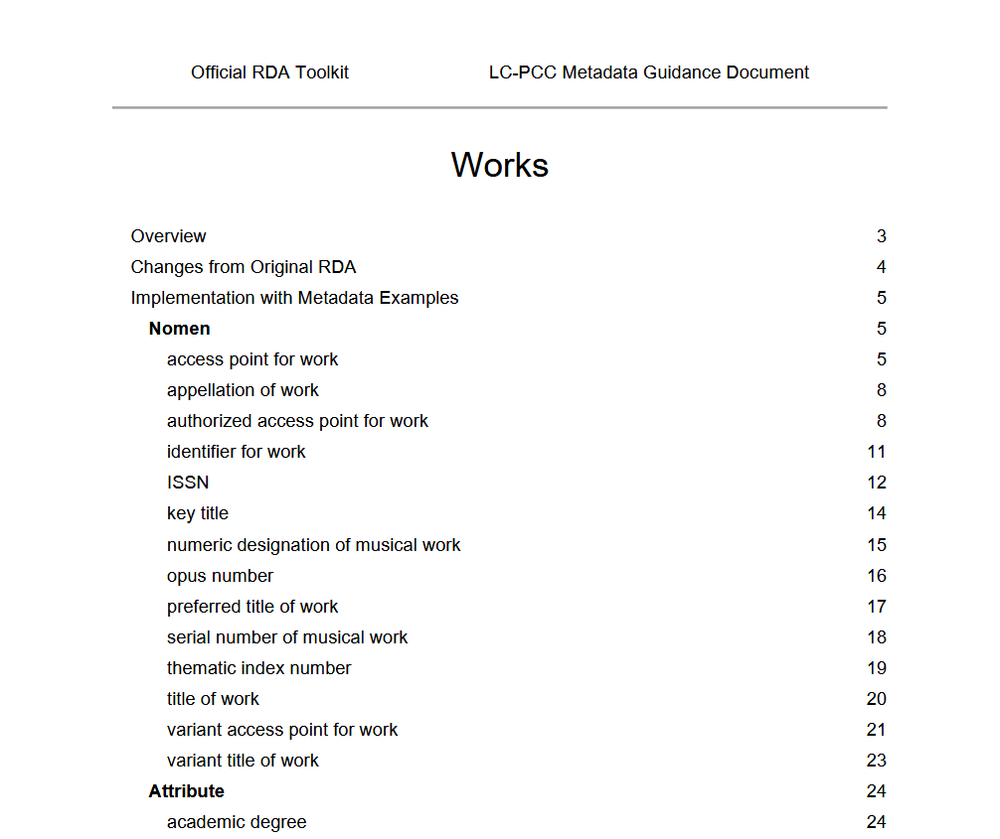 Official RDA Toolkit LC-PCC Metadata Guidance Document
Works
Overview 3
Changes from Original RDA 4
Implementation with Metadata Examples 5
Nomen 5
access point for work 5
appellation of work 8
authorized access point for work 8
identifier for work 11
ISSN 12
key title 14
numeric designation of musical work 15
opus number 16
preferred title of work 17
serial number of musical work 18
thematic index number 19
title of work 20
variant access point for work 21
variant title of work 23
Attribute 24
academic degree 24